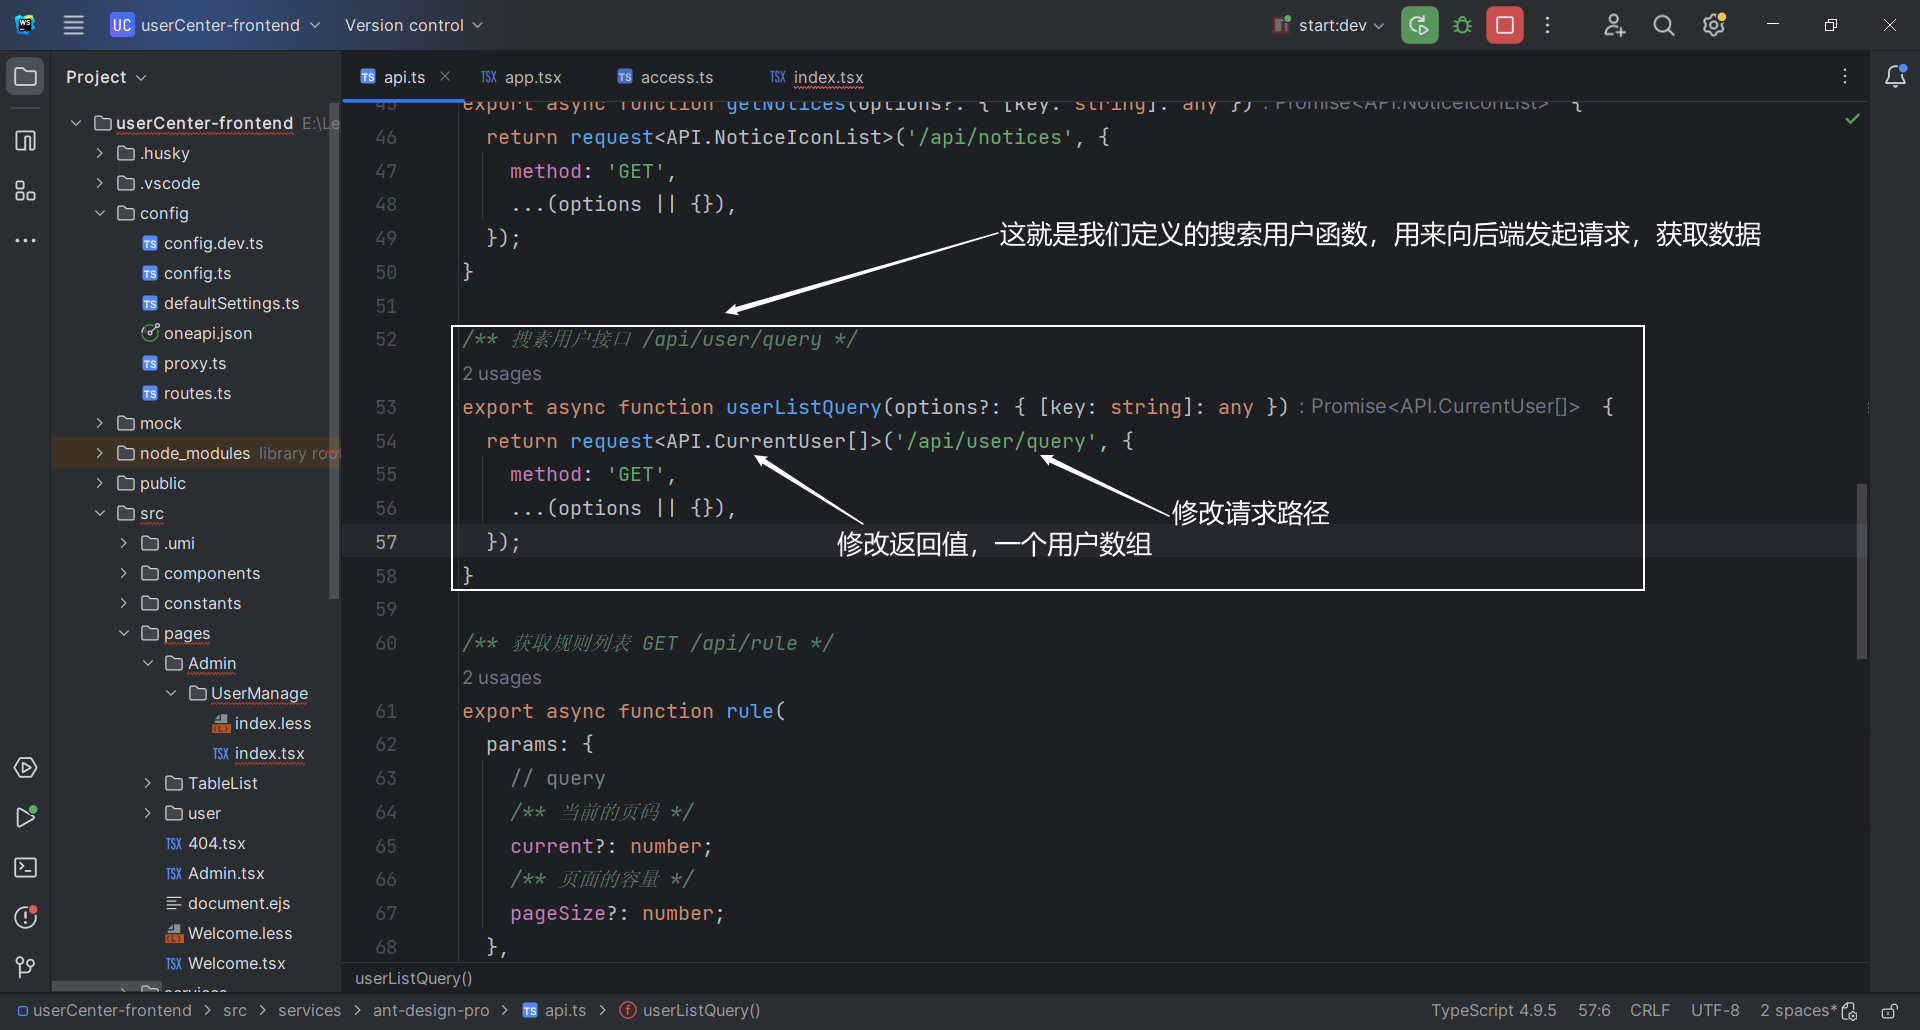 UC userCenter-frontend Version control start:dev
Project
api.ts app.tsx access.ts index.tsx
userCenter-frontend E:\Le
.husky
.vscode
config
config.dev.ts
config.ts
defaultSettings.ts
oneapi.json
proxy.ts
routes.ts
mock
node_modules library root
public
src
.umi
components
constants
pages
Admin
UserManage
index.less
index.tsx
TableList
user
404.tsx
Admin.tsx
document.ejs
Welcome.less
Welcome.tsx
services
45 export async function getNotices(options?: { [key: string]: any }) : Promise<API.NoticeIconList> {
46 return request<API.NoticeIconList>('/api/notices', {
47 method: 'GET',
48 ...(options || {}),
49 });
50 }
51
这就是我们定义的搜索用户函数，用来向后端发起请求，获取数据
52 /** 搜素用户接口 /api/user/query */
2 usages
53 export async function userListQuery(options?: { [key: string]: any }) : Promise<API.CurrentUser[]> {
54 return request<API.CurrentUser[]>('/api/user/query', {
55 method: 'GET',
56 ...(options || {}),
修改请求路径
57 });
修改返回值，一个用户数组
58 }
59
60 /** 获取规则列表 GET /api/rule */
2 usages
61 export async function rule(
62 params: {
63 // query
64 /** 当前的页码 */
65 current?: number;
66 /** 页面的容量 */
67 pageSize?: number;
68 },
userListQuery()
userCenter-frontend > src > services > ant-design-pro > api.ts > userListQuery() TypeScript 4.9.5 57:6 CRLF UTF-8 2 spaces*